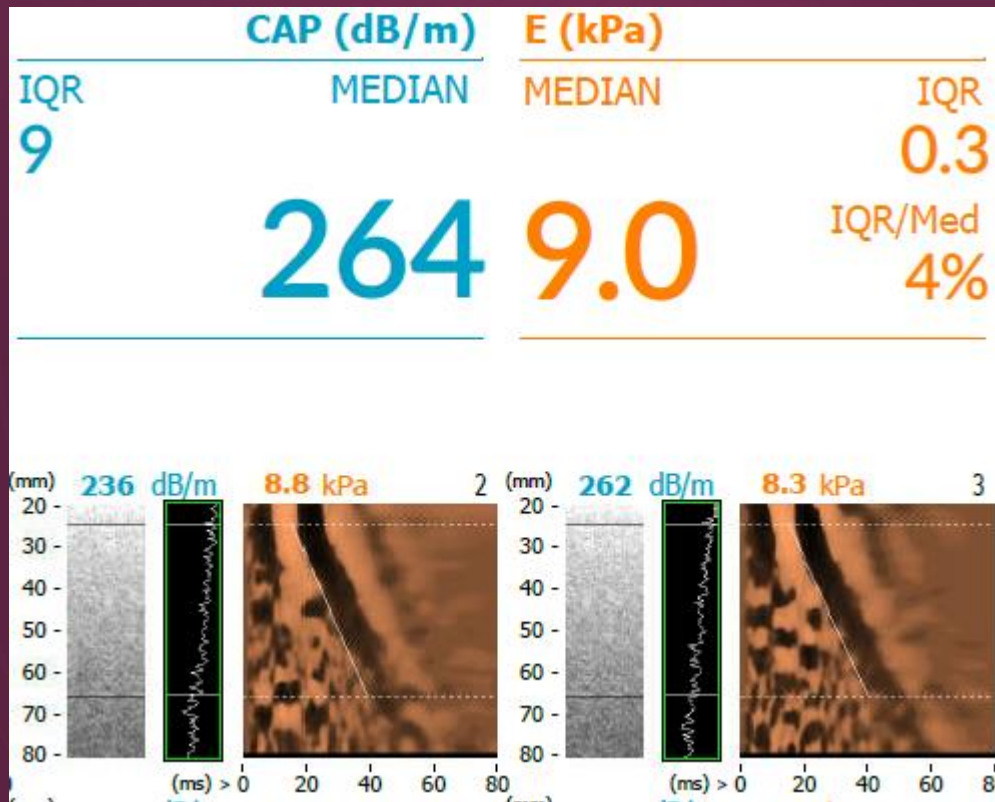 CAP (dB/m) E (kPa)
IQR MEDIAN MEDIAN IQR
9 0.3
264 9.0 IQR/Med
4%
(mm) 236 dB/m 8.8 kPa 2 (mm) 262 dB/m 8.3 kPa 3
20 - 20 -
30 - 30 -
40 - 40 -
50 - 50 -
60 - 60 -
70 - 70 -
80 - 80 -
(ms) > 0 20 40 60 80 (ms) > 0 20 40 60